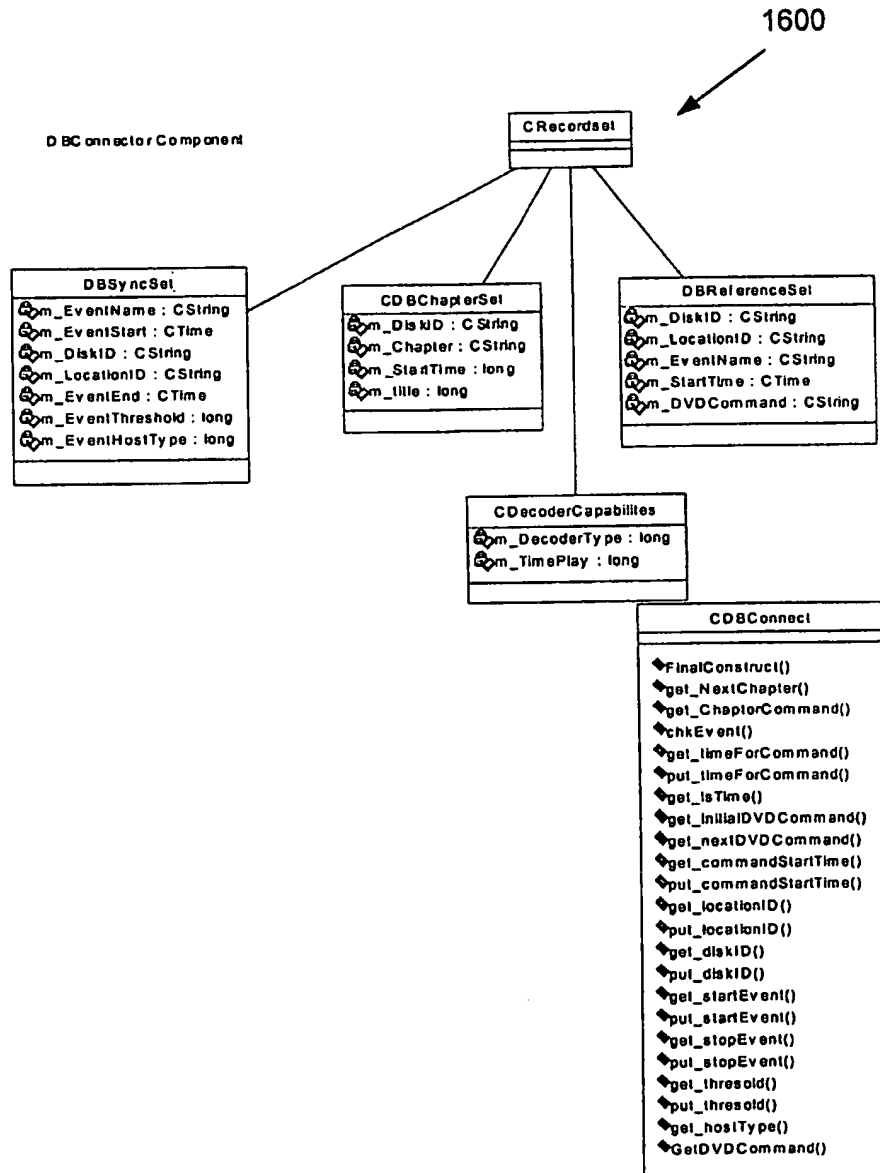 1600
DBConnector Component
CRecordset
DBSyncSet
m_EventName : CString
m_EventStart : CTime
m_DiskID : CString
m_LocationID : CString
m_EventEnd : CTime
m_EventThreshold : long
m_EventHostType : long
CDBChapterSet
m_DiskID : CString
m_Chapter : CString
m_StartTime : long
m_title : long
DBReferenceSet
m_DiskID : CString
m_LocationID : CString
m_EventName : CString
m_StartTime : CTime
m_DVDCommand : CString
CDecoderCapabilites
m_DecoderType : long
m_TimePlay : long
CDBConnect
FinalConstruct()
get_NextChapter()
get_ChaptorCommand()
chkEvent()
get_timeForCommand()
put_timeForCommand()
get_isTime()
get_initialDVDCommand()
get_nextDVDCommand()
get_commandStartTime()
put_commandStartTime()
get_locationID()
put_locationID()
get_diskID()
put_diskID()
get_startEvent()
put_startEvent()
get_stopEvent()
put_stopEvent()
get_thresold()
put_thresold()
get_hostType()
GetDVDCommand()